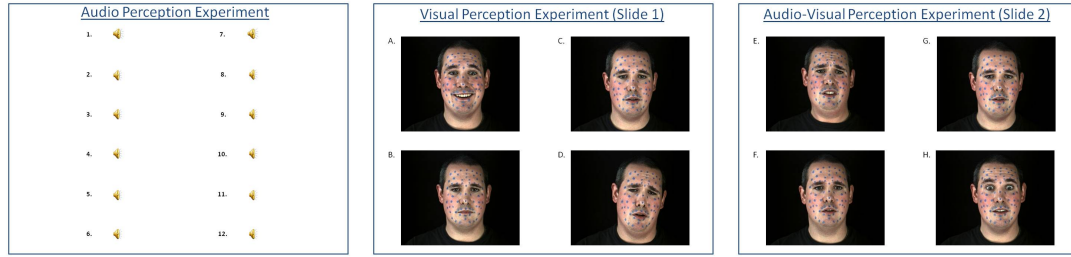 Audio Perception Experiment
1. 7.
2. 8.
3. 9.
4. 10.
5. 11.
6. 12.
Visual Perception Experiment (Slide 1)
A. C.
B. D.
Audio-Visual Perception Experiment (Slide 2)
E. G.
F. H.